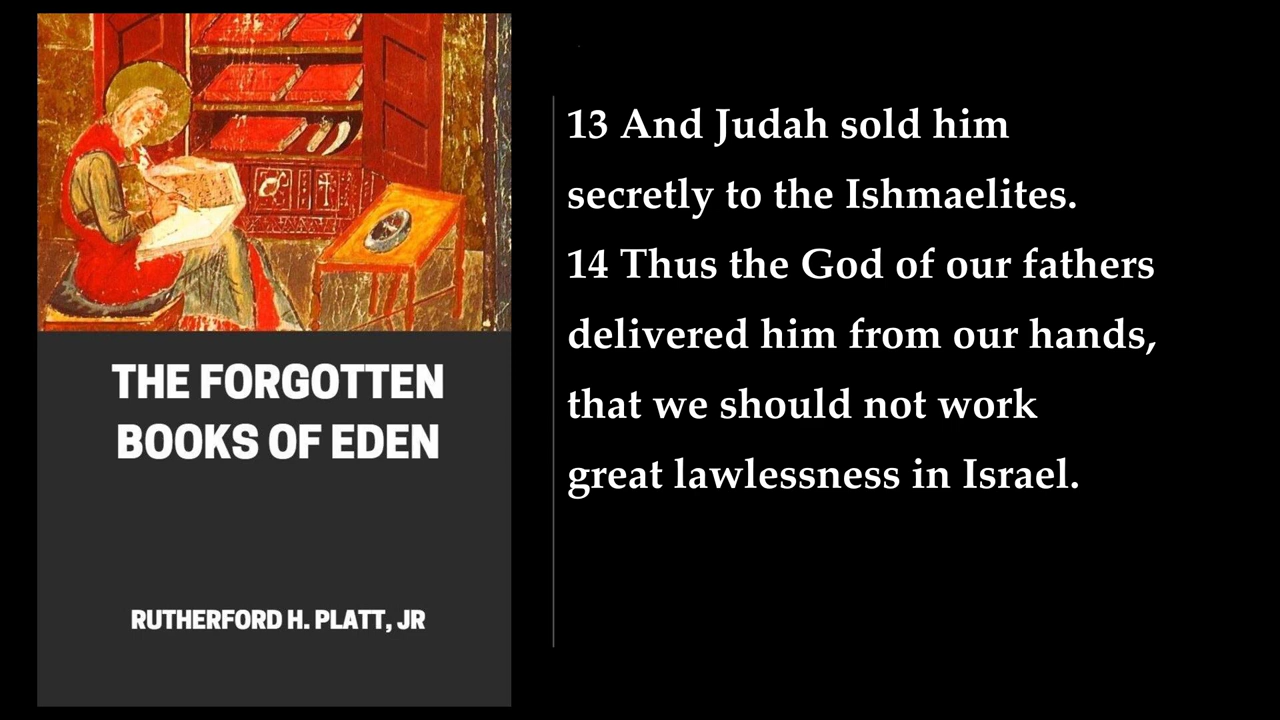 THE FORGOTTEN
BOOKS OF EDEN
RUTHERFORD H. PLATT, JR
13 And Judah sold him
secretly to the Ishmaelites.
14 Thus the God of our fathers
delivered him from our hands,
that we should not work
great lawlessness in Israel.